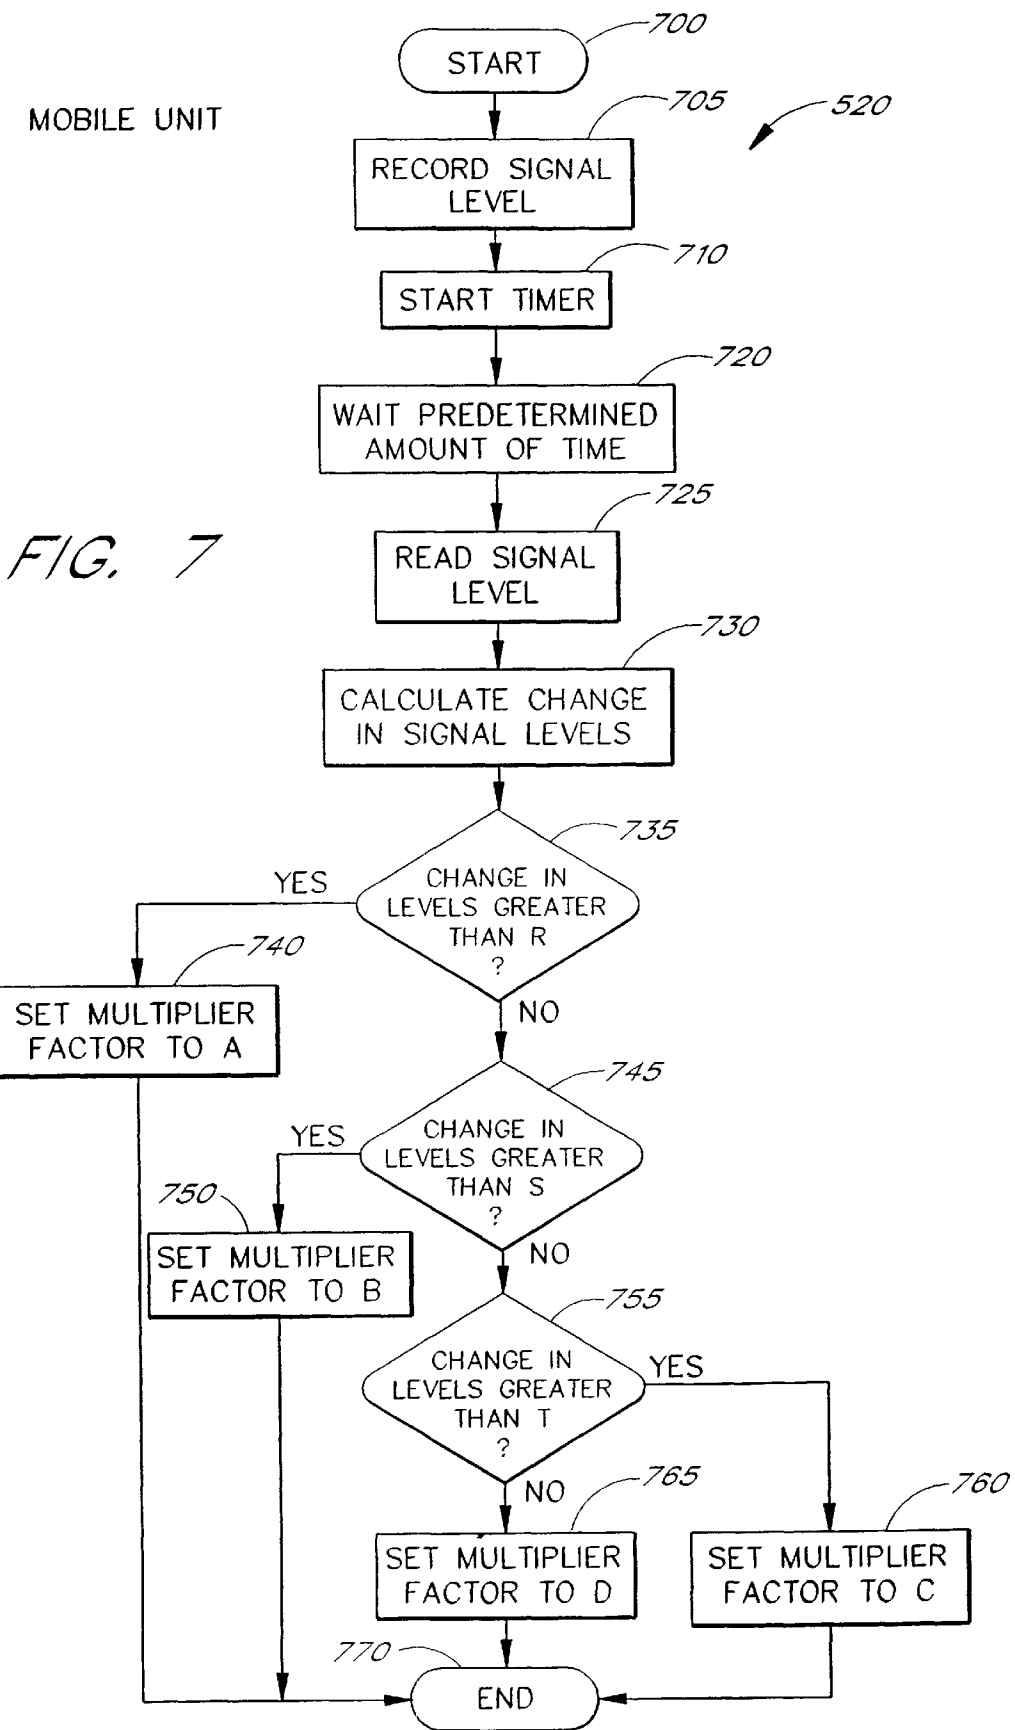 700
START
MOBILE UNIT
705
520
RECORD SIGNAL
LEVEL
710
START TIMER
720
WAIT PREDETERMINED
AMOUNT OF TIME
725
FIG. 7
READ SIGNAL
LEVEL
730
CALCULATE CHANGE
IN SIGNAL LEVELS
735
CHANGE IN
LEVELS GREATER
THAN R
?
YES
740
SET MULTIPLIER
FACTOR TO A
NO
745
CHANGE IN
LEVELS GREATER
THAN S
?
YES
750
SET MULTIPLIER
FACTOR TO B
NO
755
CHANGE IN
LEVELS GREATER
THAN T
?
YES
NO
765
760
SET MULTIPLIER
FACTOR TO D
SET MULTIPLIER
FACTOR TO C
770
END